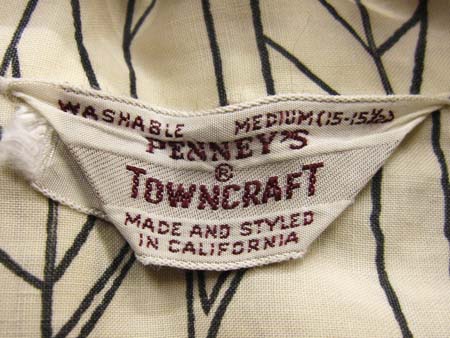 WASHABLE MEDIUM (15-15½)
PENNEY'S
®
TOWNCRAFT
MADE AND STYLED
IN CALIFORNIA